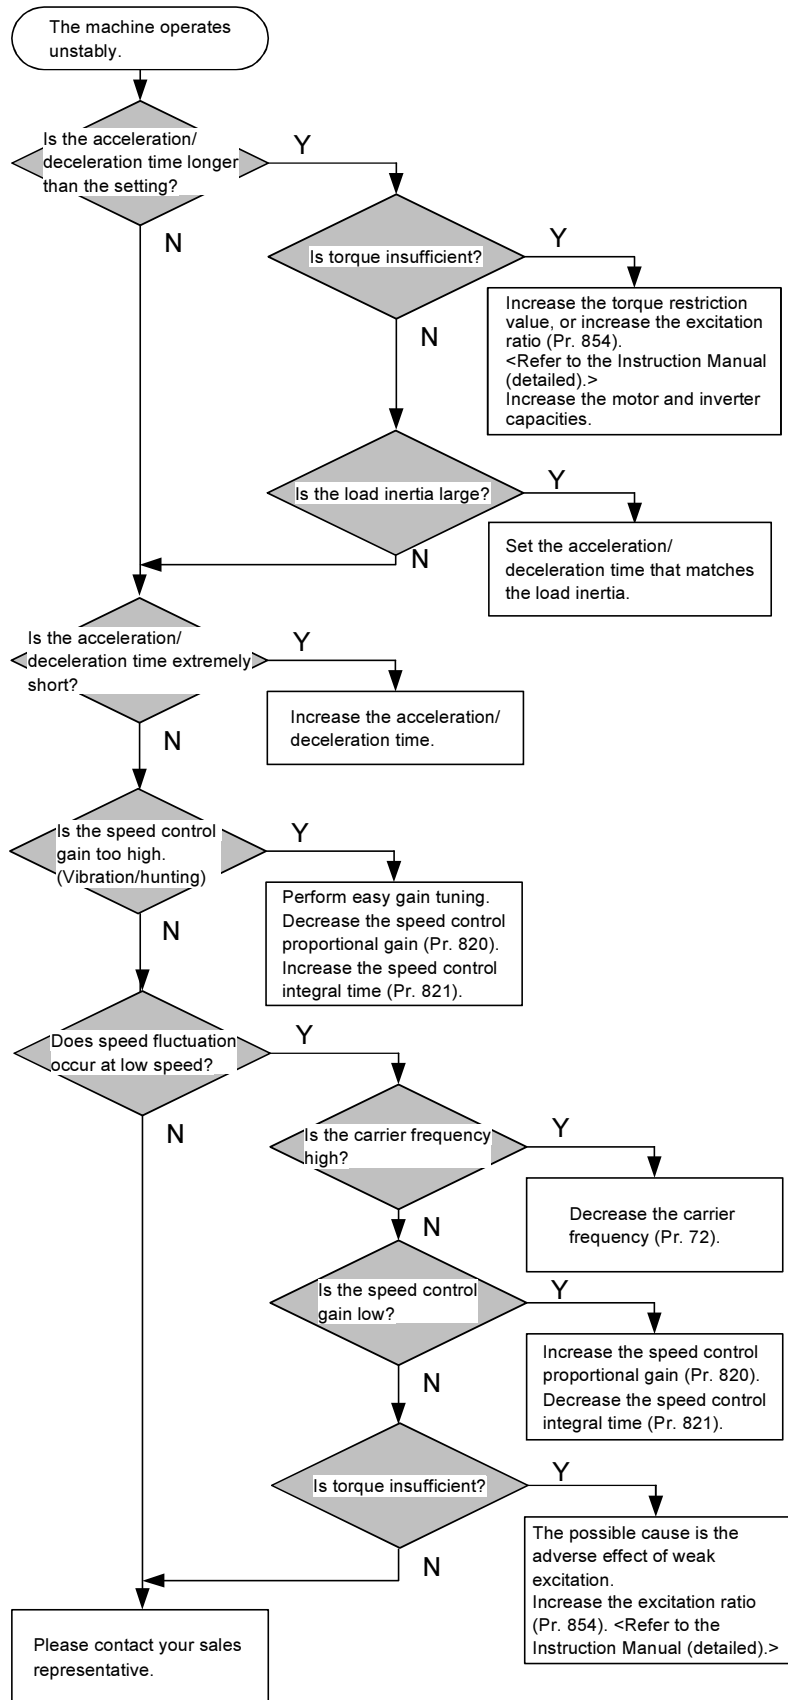 The machine operates
unstably.
Is the acceleration/
deceleration time longer
than the setting?
Y
N
Is torque insufficient?
Y
N
Increase the torque restriction
value, or increase the excitation
ratio (Pr. 854).
<Refer to the Instruction Manual
(detailed).>
Increase the motor and inverter
capacities.
Is the load inertia large?
Y
N
Set the acceleration/
deceleration time that matches
the load inertia.
Is the acceleration/
deceleration time extremely
short?
Y
N
Increase the acceleration/
deceleration time.
Is the speed control
gain too high.
(Vibration/hunting)
Y
N
Perform easy gain tuning.
Decrease the speed control
proportional gain (Pr. 820).
Increase the speed control
integral time (Pr. 821).
Does speed fluctuation
occur at low speed?
Y
N
Is the carrier frequency
high?
Y
N
Decrease the carrier
frequency (Pr. 72).
Is the speed control
gain low?
Y
N
Increase the speed control
proportional gain (Pr. 820).
Decrease the speed control
integral time (Pr. 821).
Is torque insufficient?
Y
N
The possible cause is the
adverse effect of weak
excitation.
Increase the excitation ratio
(Pr. 854). <Refer to the
Instruction Manual (detailed).>
Please contact your sales
representative.